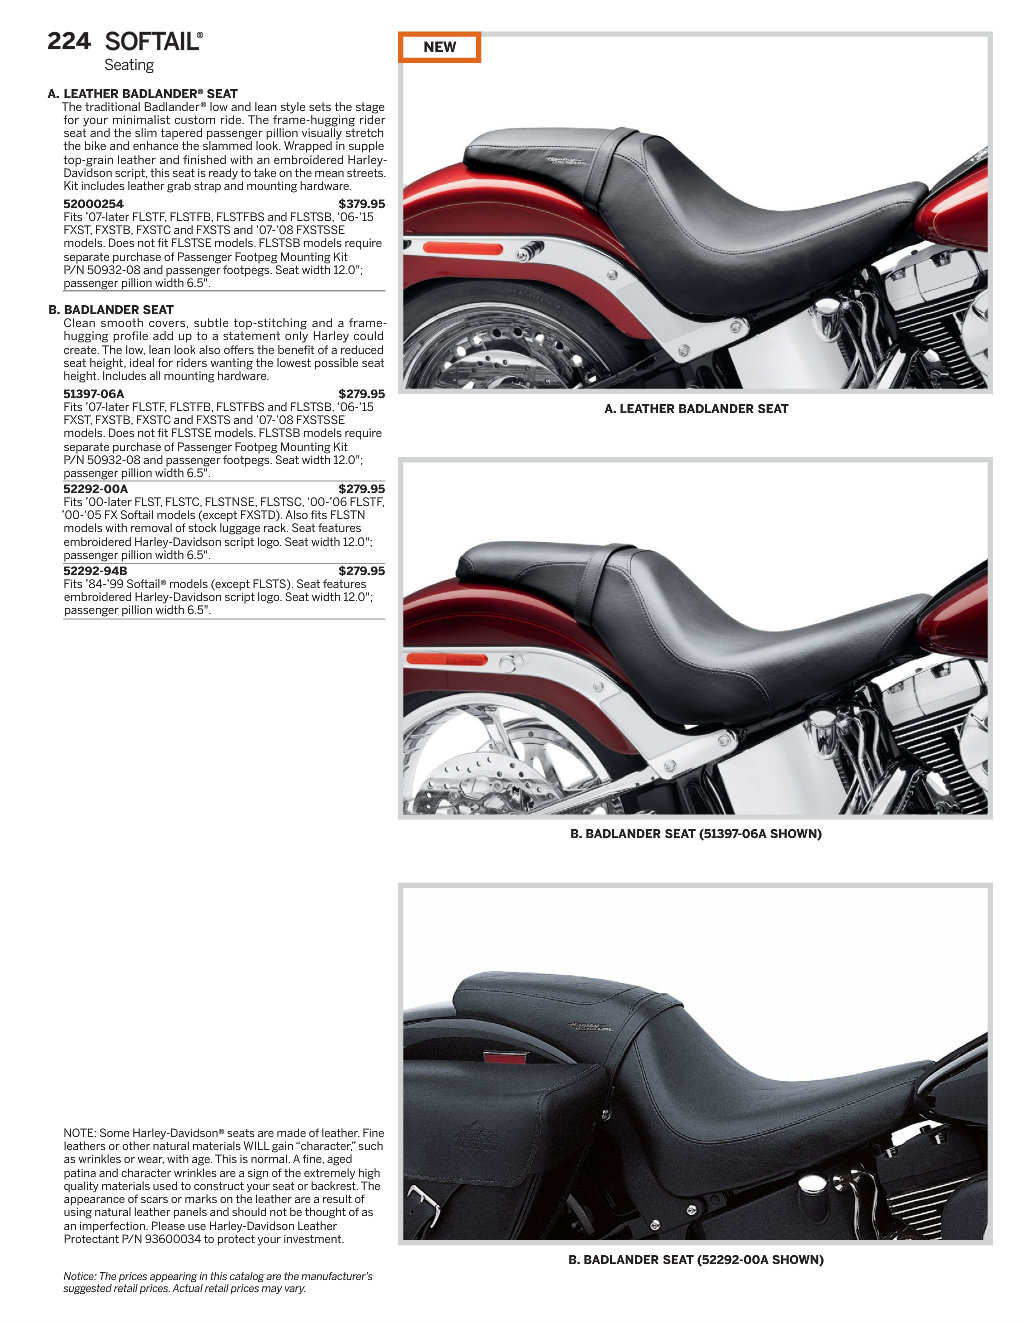 224 SOFTAIL®
Seating
A. LEATHER BADLANDER® SEAT
The traditional Badlander® low and lean style sets the stage
for your minimalist custom ride. The frame-hugging rider
seat and the slim tapered passenger pillion visually stretch
the bike and enhance the slammed look. Wrapped in supple
top-grain leather and finished with an embroidered Harley-
Davidson script, this seat is ready to take on the mean streets.
Kit includes leather grab strap and mounting hardware.
52000254 $379.95
Fits '07-later FLSTF, FLSTFB, FLSTFBS and FLSTSB, '06-'15
FXST, FXSTB, FXSTC and FXSTS and '07-'08 FXSTSSE
models. Does not fit FLSTSE models. FLSTSB models require
separate purchase of Passenger Footpeg Mounting Kit
P/N 50932-08 and passenger footpegs. Seat width 12.0";
passenger pillion width 6.5".
B. BADLANDER SEAT
Clean smooth covers, subtle top-stitching and a frame-
hugging profile add up to a statement only Harley could
create. The low, lean look also offers the benefit of a reduced
seat height, ideal for riders wanting the lowest possible seat
height. Includes all mounting hardware.
51397-06A $279.95
Fits '07-later FLSTF, FLSTFB, FLSTFBS and FLSTSB, '06-'15
FXST, FXSTB, FXSTC and FXSTS and '07-'08 FXSTSSE
models. Does not fit FLSTSE models. FLSTSB models require
separate purchase of Passenger Footpeg Mounting Kit
P/N 50932-08 and passenger footpegs. Seat width 12.0";
passenger pillion width 6.5".
52292-00A $279.95
Fits '00-later FLST, FLSTC, FLSTNSE, FLSTSC, '00-'06 FLSTF,
'00-'05 FX Softail models (except FXSTD). Also fits FLSTN
models with removal of stock luggage rack. Seat features
embroidered Harley-Davidson script logo. Seat width 12.0";
passenger pillion width 6.5".
52292-94B $279.95
Fits '84-'99 Softail® models (except FLSTS). Seat features
embroidered Harley-Davidson script logo. Seat width 12.0";
passenger pillion width 6.5".
NOTE: Some Harley-Davidson® seats are made of leather. Fine
leathers or other natural materials WILL gain “character,” such
as wrinkles or wear, with age. This is normal. A fine, aged
patina and character wrinkles are a sign of the extremely high
quality materials used to construct your seat or backrest. The
appearance of scars or marks on the leather are a result of
using natural leather panels and should not be thought of as
an imperfection. Please use Harley-Davidson Leather
Protectant P/N 93600034 to protect your investment.
Notice: The prices appearing in this catalog are the manufacturer's
suggested retail prices. Actual retail prices may vary.
NEW
Harley-
Davidson
A. LEATHER BADLANDER SEAT
B. BADLANDER SEAT (51397-06A SHOWN)
Harley-
Davidson
B. BADLANDER SEAT (52292-00A SHOWN)